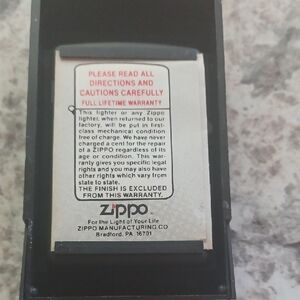 PLEASE READ ALL
DIRECTIONS AND
CAUTIONS CAREFULLY
FULL LIFETIME WARRANTY
This lighter or any Zippo
lighter, when returned to our
factory, will be put in first-
class mechanical condition
free of charge. We have never
charged a cent for the repair
of a ZIPPO regardless of its
age or condition. This war-
ranty gives you specific legal
rights and you may also have
other rights which vary from
state to state.
THE FINISH IS EXCLUDED
FROM THIS WARRANTY.
Zippo
For the Light of Your Life
ZIPPO MANUFACTURING CO
Bradford, PA. 16701